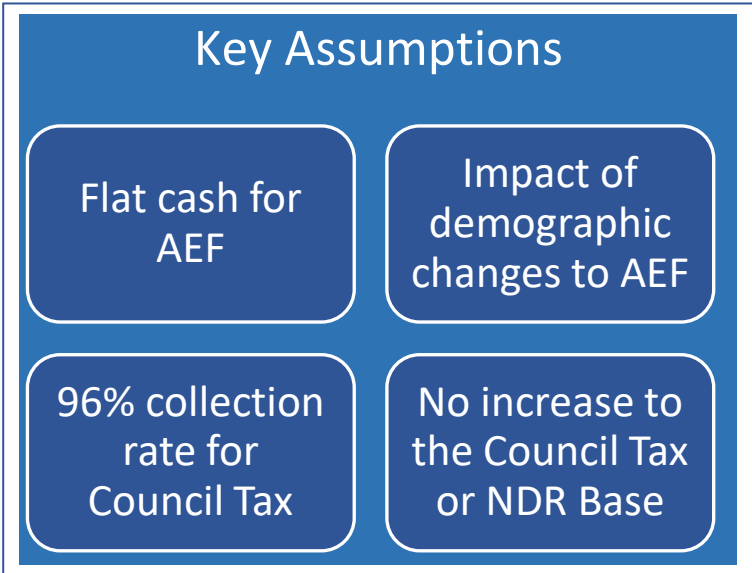 Key Assumptions
Flat cash for
AEF
Impact of
demographic
changes to AEF
96% collection
rate for
Council Tax
No increase to
the Council Tax
or NDR Base